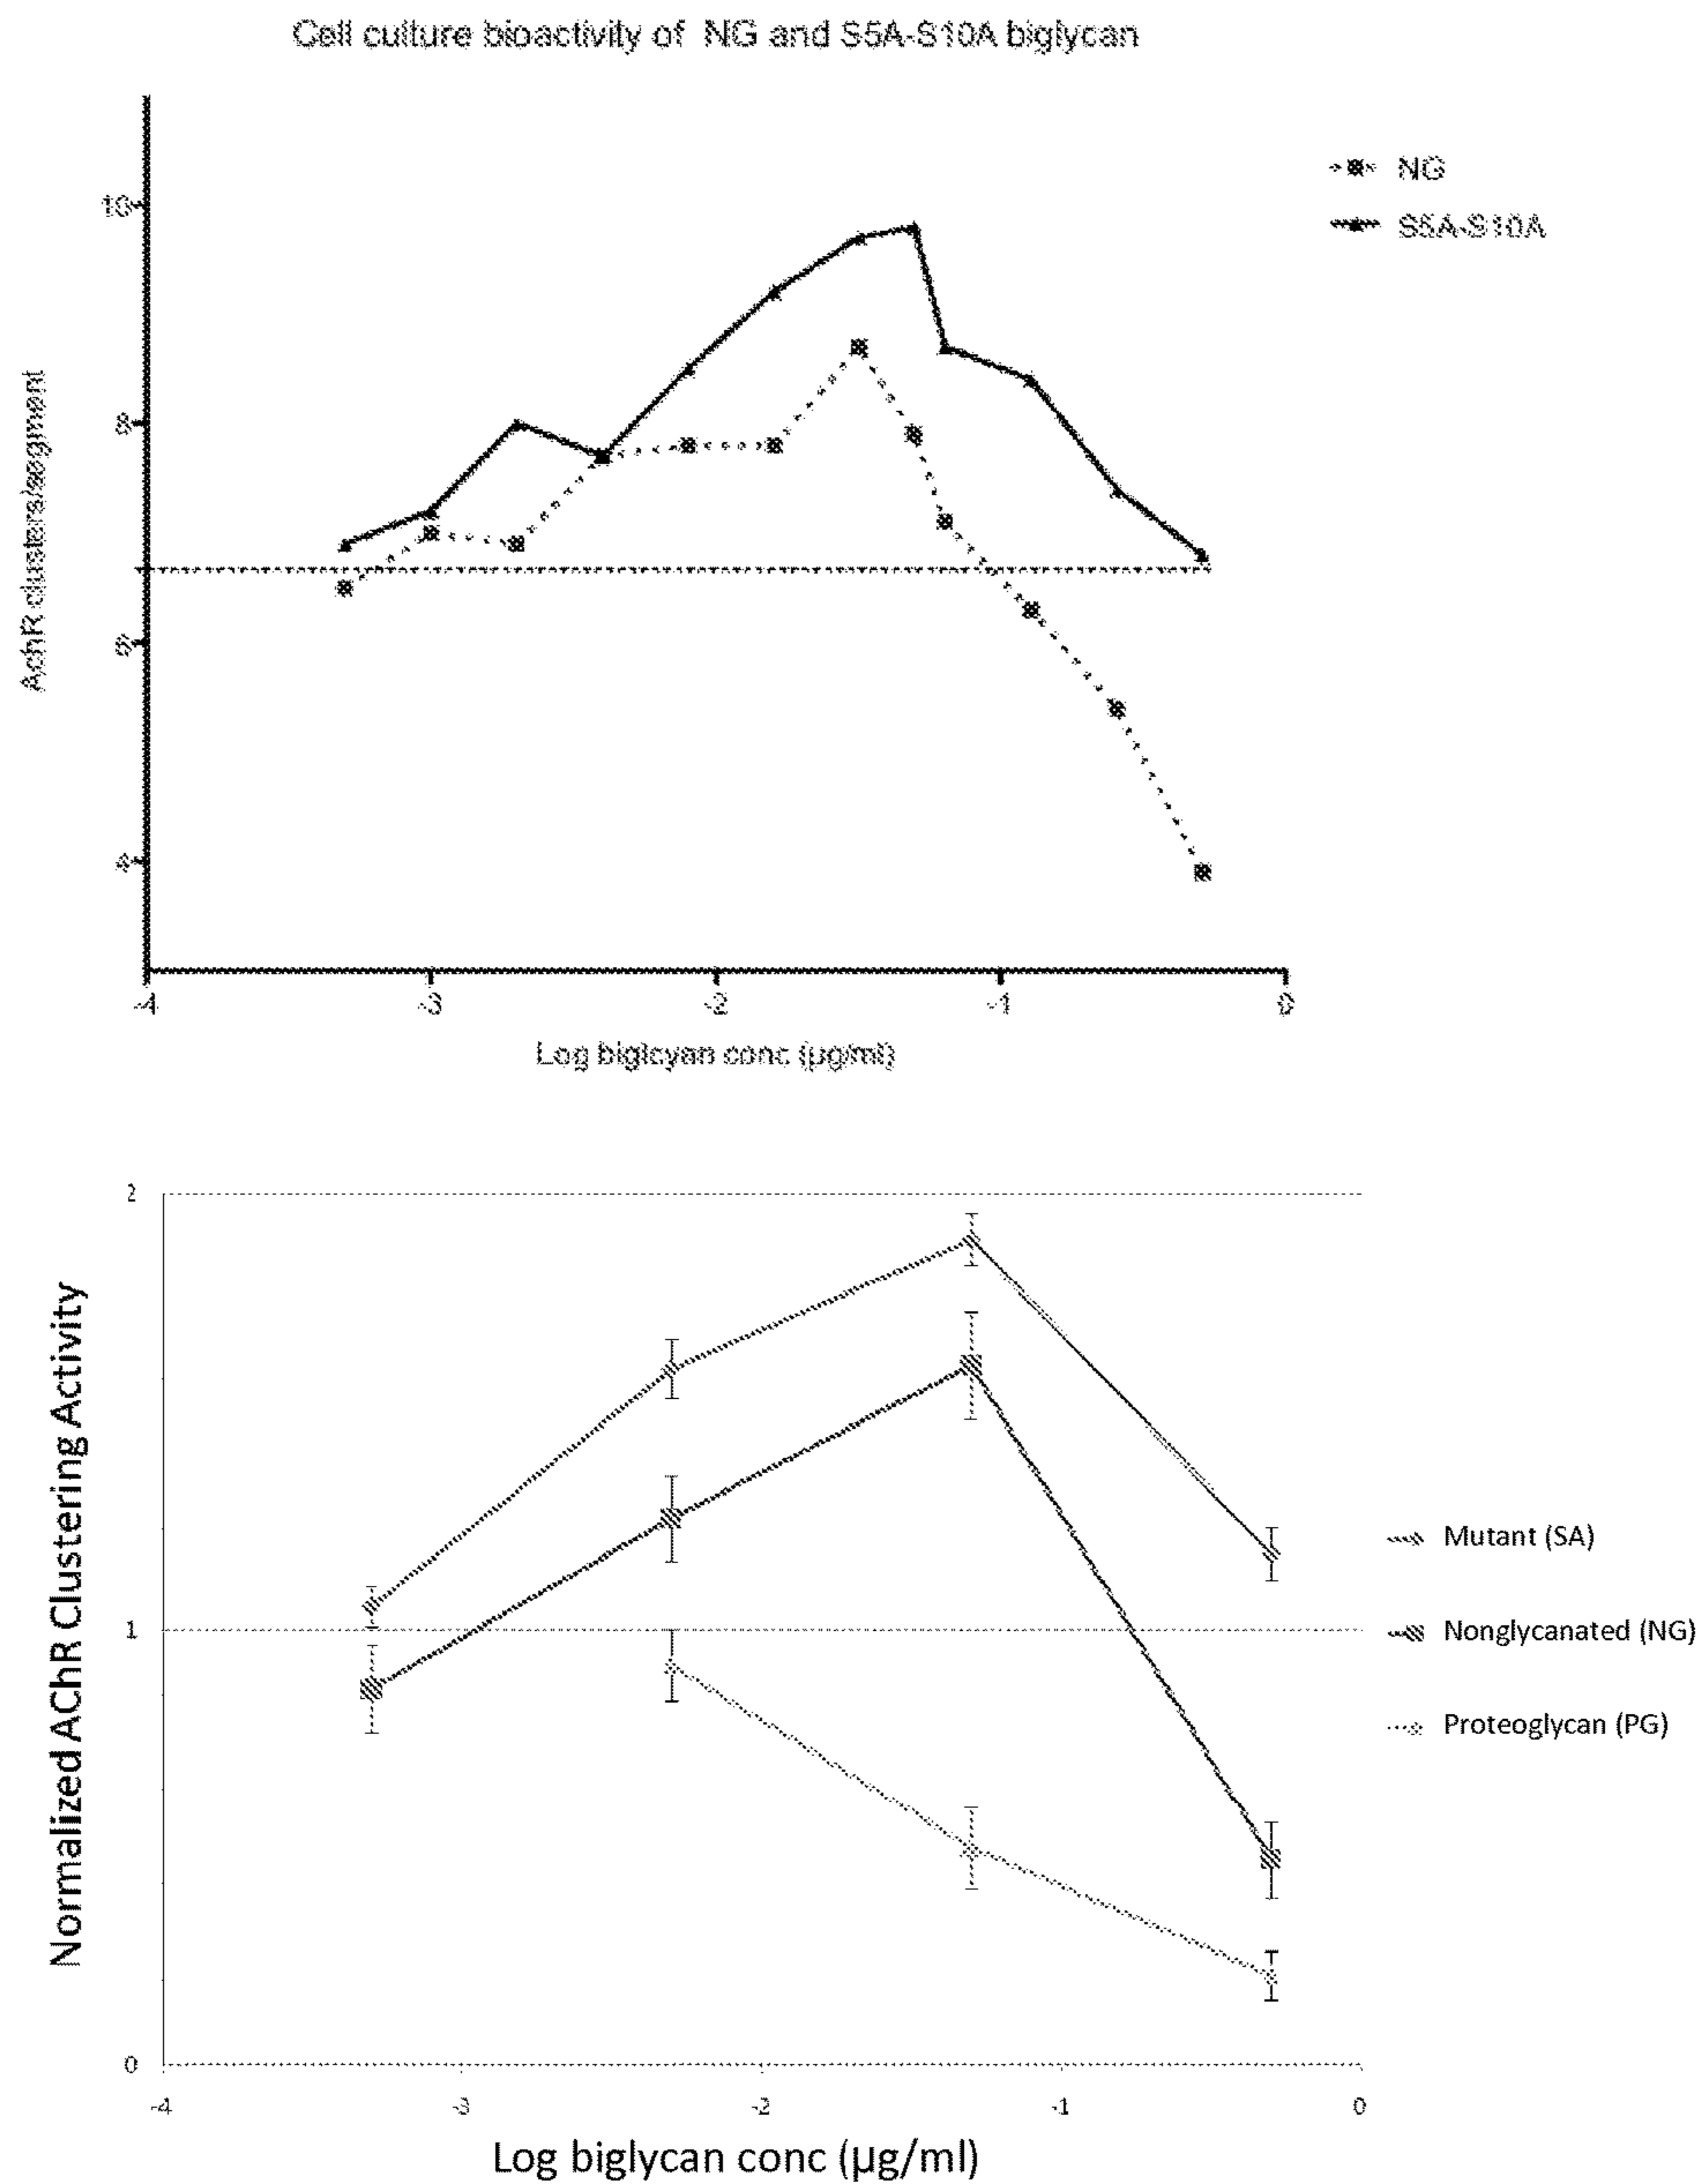 Cell culture bioactivity of NG and S5A-S10A biglycan
NG
S5A-S10A
10
8
6
4
AchR clusters/segment
-4
-3
-2
-1
0
Log biglcyan conc (µg/ml)
2
1
0
Normalized AChR Clustering Activity
Mutant (SA)
Nonglycanated (NG)
Proteoglycan (PG)
-4
-3
-2
-1
0
Log biglycan conc (µg/ml)